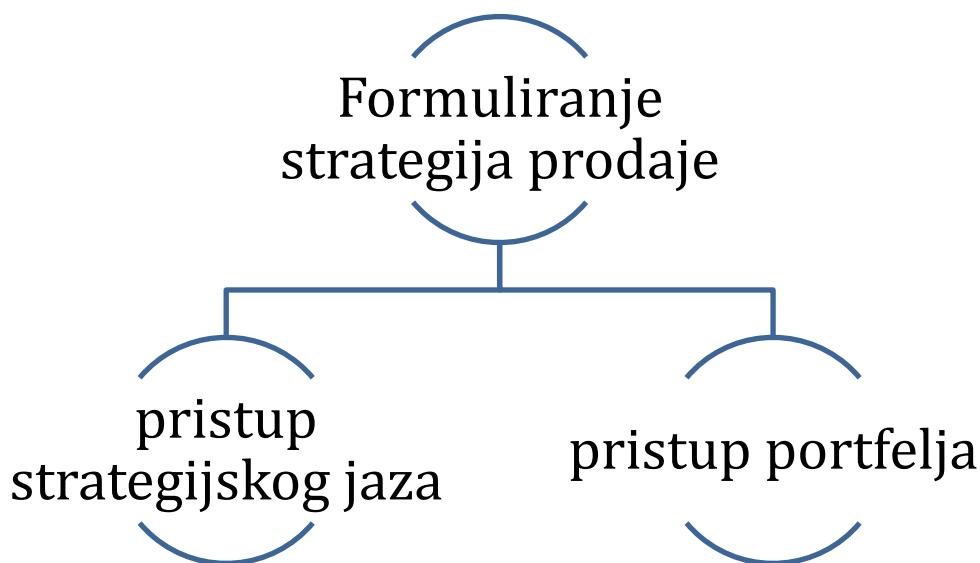 Formuliranje
strategija prodaje
pristup
strategijskog jaza
pristup portfelja